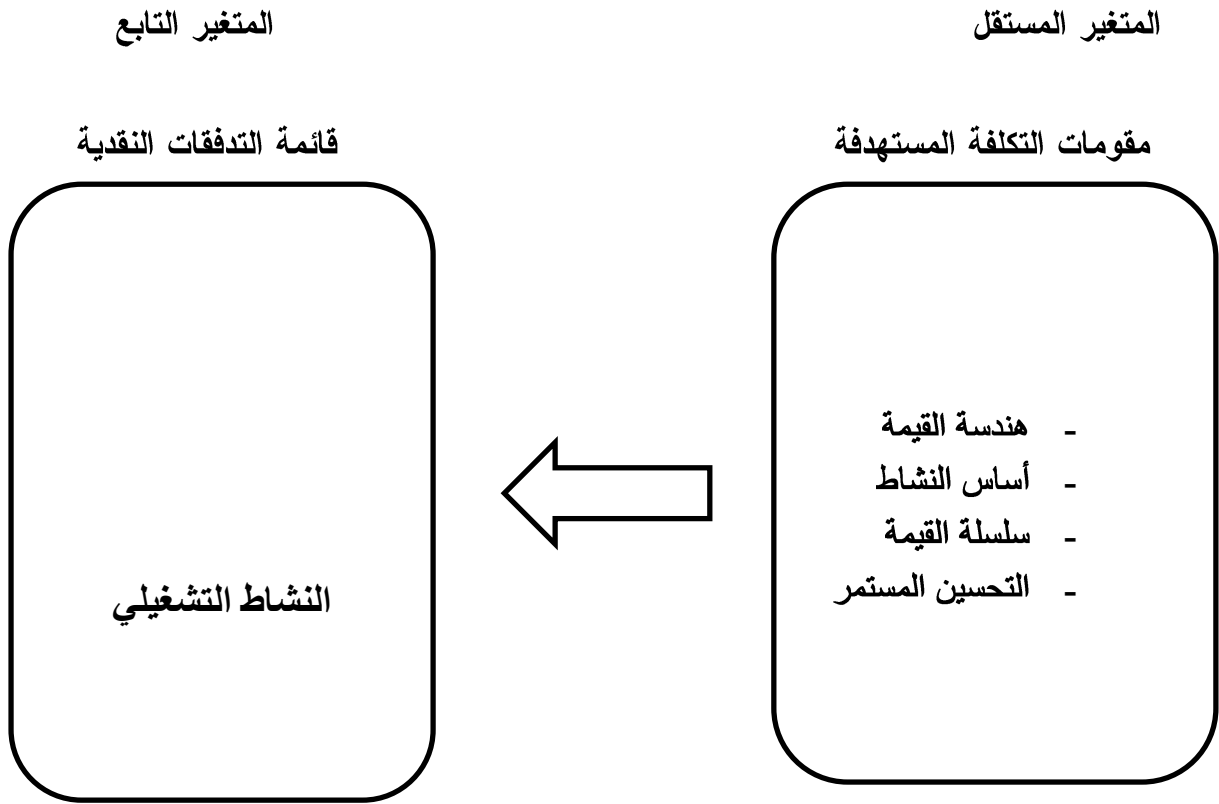 المتغير المستقل
المتغير التابع
مقومات التكلفة المستهدفة
قائمة التدفقات النقدية
- هندسة القيمة
- أساس النشاط
- سلسلة القيمة
- التحسين المستمر
النشاط التشغيلي